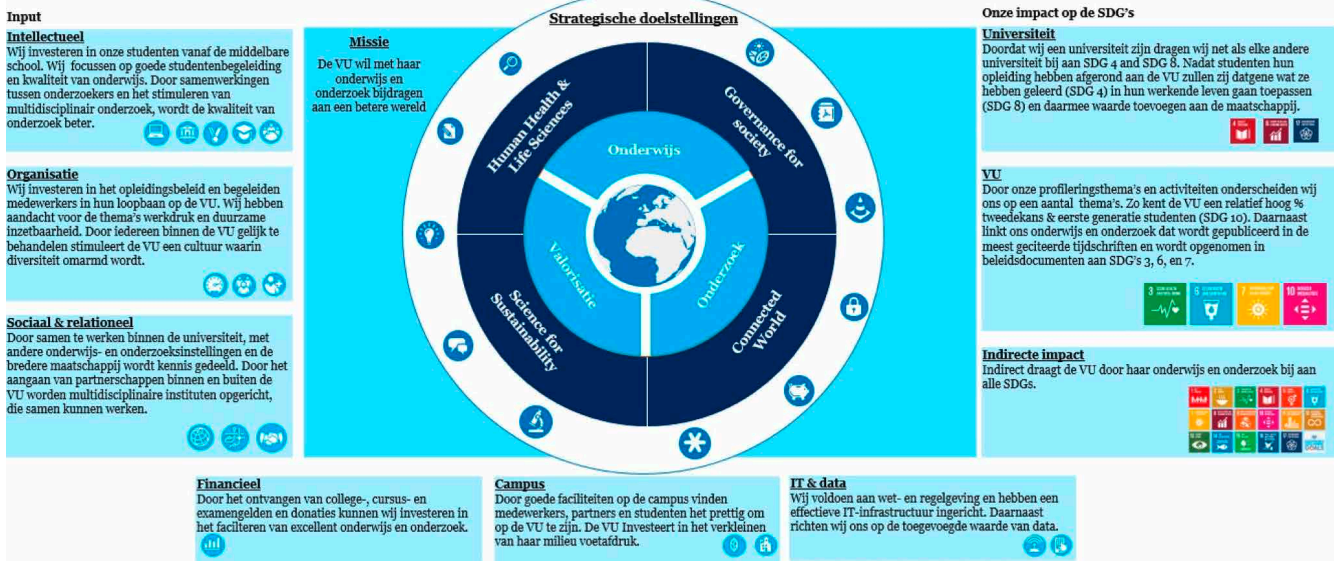 Input
Intellectueel
Wij investeren in onze studenten vanaf de middelbare
school. Wij focussen op goede studentenbegeleiding
en kwaliteit van onderwijs. Door samenwerkingen
tussen onderzoekers en het stimuleren van
multidisciplinair onderzoek, wordt de kwaliteit van
onderzoek beter.
Organisatie
Wij investeren in het opleidingsbeleid en begeleiden
medewerkers in hun loopbaan op de VU. Wij hebben
aandacht voor de thema's werkdruk en duurzame
inzetbaarheid. Door iedereen binnen de VU gelijk te
behandelen stimuleert de VU een cultuur waarin
diversiteit omarmd wordt.
Sociaal & relationeel
Door samen te werken binnen de universiteit, met
andere onderwijs- en onderzoeksinstellingen en de
bredere maatschappij wordt kennis gedeeld. Door het
aangaan van partnerschappen binnen en buiten de
VU worden multidisciplinaire instituten opgericht,
die samen kunnen werken.
Missie
De VU wil met haar
onderwijs en
onderzoek bijdragen
aan een betere wereld
Strategische doelstellingen
Human Health &
Life Sciences
Governance for
society
Onderwijs
Valorisatie
Onderzoek
Science for
Sustainability
Connected
World
Onze impact op de SDG's
Universiteit
Doordat wij een universiteit zijn dragen wij net als elke andere
universiteit bij aan SDG 4 and SDG 8. Nadat studenten hun
opleiding hebben afgerond aan de VU zullen zij datgene wat ze
hebben geleerd (SDG 4) in hun werkende leven gaan toepassen
(SDG 8) en daarmee waarde toevoegen aan de maatschappij.
4
8
17
VU
Door onze profileringsthema's en activiteiten onderscheiden wij
ons op een aantal thema's. Zo kent de VU een relatief hoog %
tweedekans & eerste generatie studenten (SDG 10). Daarnaast
linkt ons onderwijs en onderzoek dat wordt gepubliceerd in de
meest geciteerde tijdschriften en wordt opgenomen in
beleidsdocumenten aan SDG's 3, 6, en 7.
3
6
7
10
Indirecte impact
Indirect draagt de VU door haar onderwijs en onderzoek bij aan
alle SDGs.
Financieel
Door het ontvangen van college-, cursus- en
examengelden en donaties kunnen wij investeren in
het faciliteren van excellent onderwijs en onderzoek.
Campus
Door goede faciliteiten op de campus vinden
medewerkers, partners en studenten het prettig om
op de VU te zijn. De VU Investeert in het verkleinen
van haar milieu voetafdruk.
IT & data
Wij voldoen aan wet- en regelgeving en hebben een
effectieve IT-infrastructuur ingericht. Daarnaast
richten wij ons op de toegevoegde waarde van data.